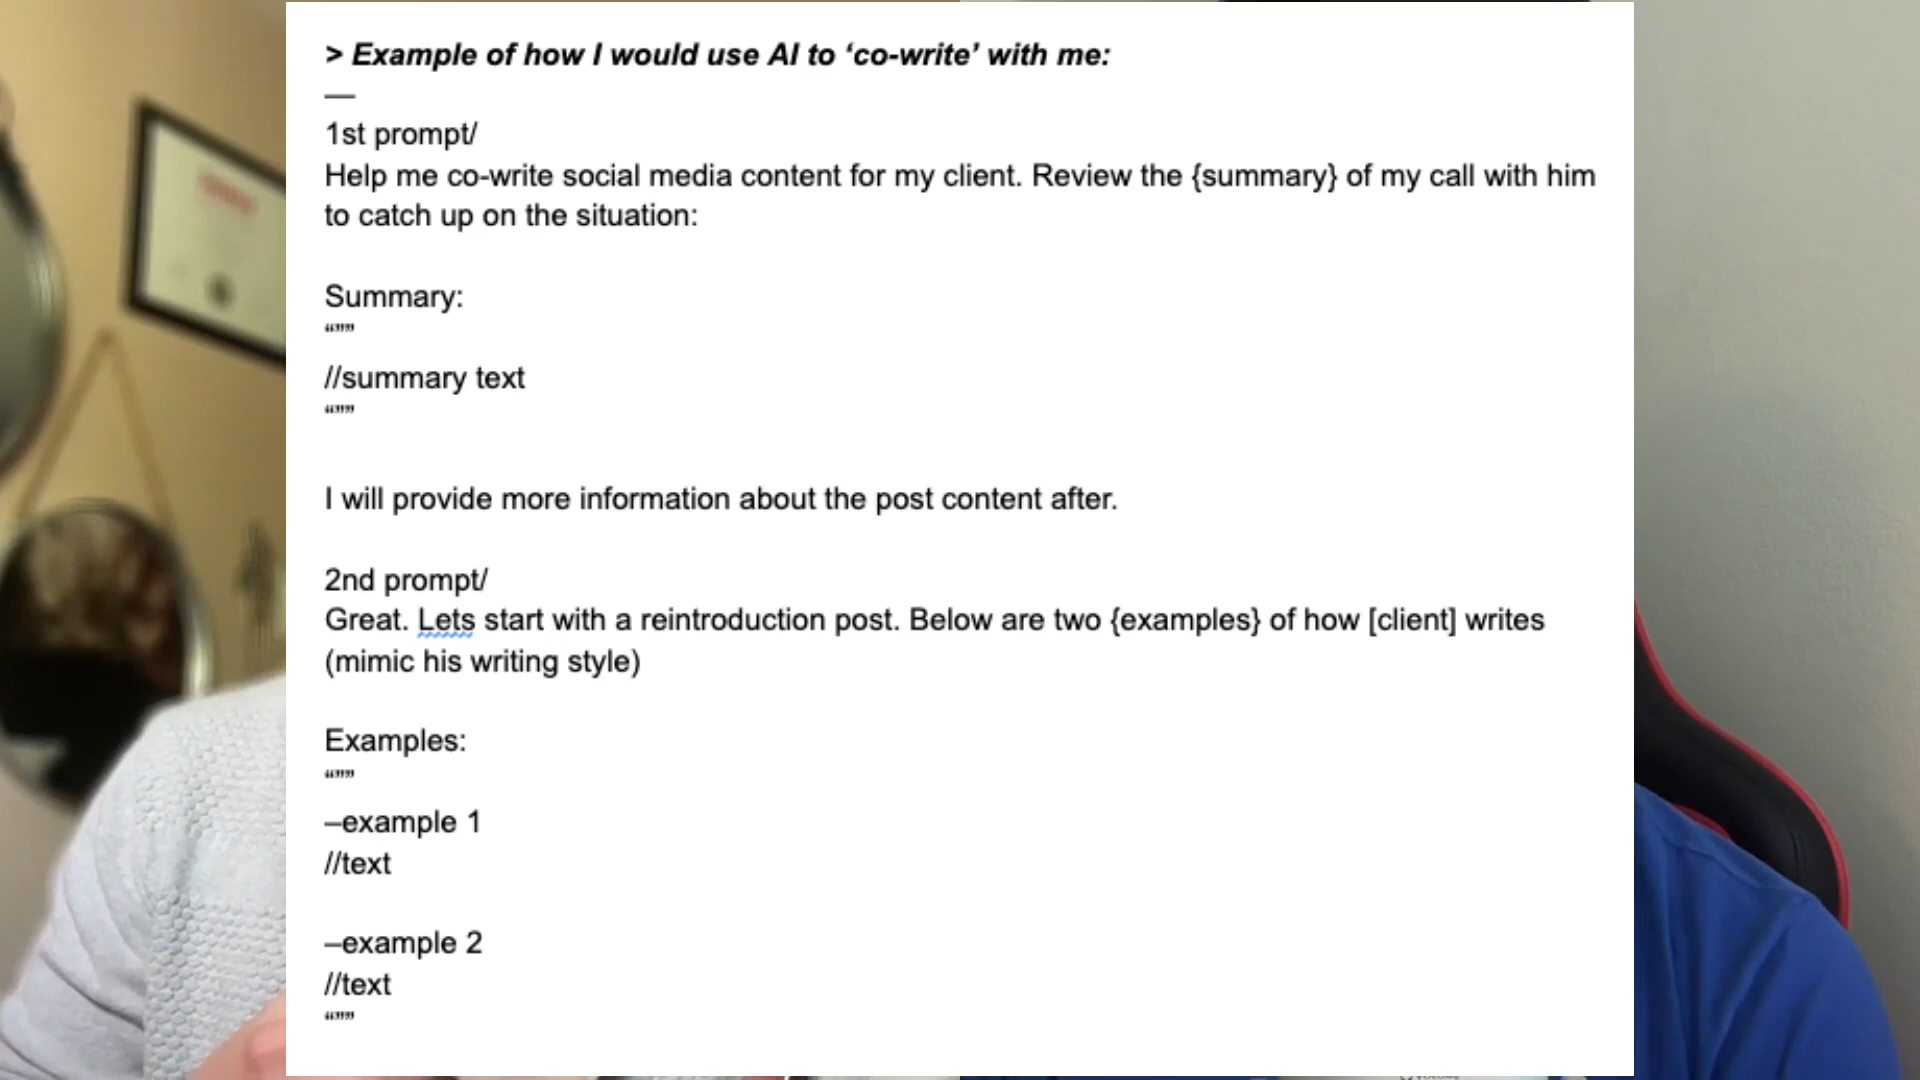 > Example of how I would use AI to ‘co-write’ with me:
—
1st prompt/
Help me co-write social media content for my client. Review the {summary} of my call with him
to catch up on the situation:
Summary:
“””
//summary text
“””
I will provide more information about the post content after.
2nd prompt/
Great. Lets start with a reintroduction post. Below are two {examples} of how [client] writes
(mimic his writing style)
Examples:
“””
–example 1
//text
–example 2
//text
“””